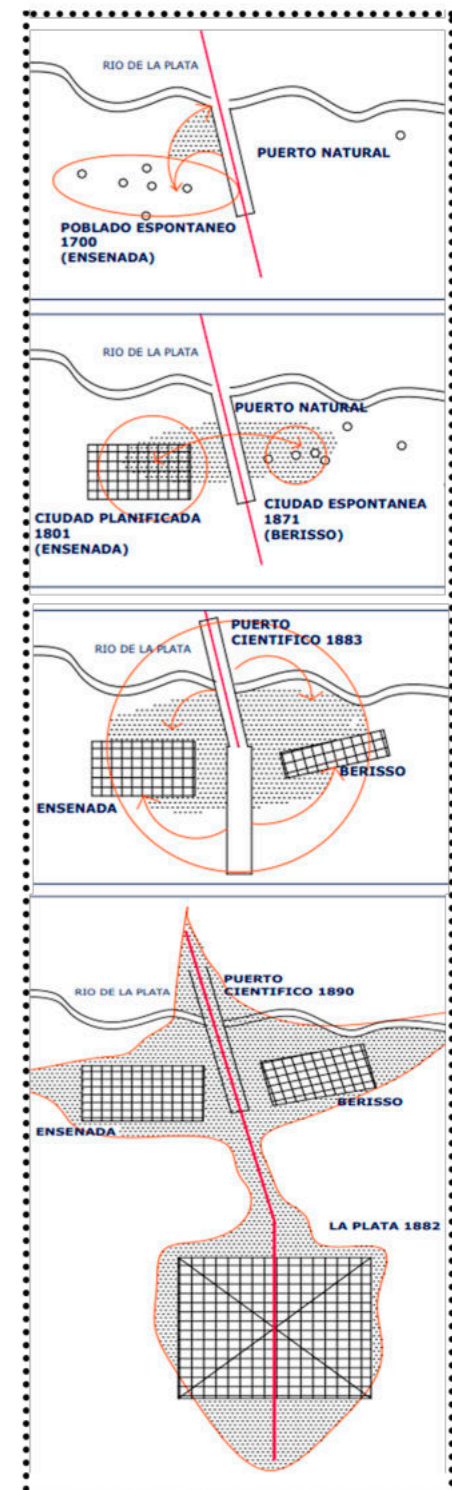 RIO DE LA PLATA
PUERTO NATURAL
POBLADO ESPONTANEO
1700
(ENSENADA)
RIO DE LA PLATA
PUERTO NATURAL
CIUDAD PLANIFICADA
1801
(ENSENADA)
CIUDAD ESPONTANEA
1871
(BERISSO)
PUERTO
CIENTIFICO 1883
RIO DE LA PLATA
BERISSO
ENSENADA
PUERTO
CIENTIFICO 1890
RIO DE LA PLATA
BERISSO
ENSENADA
LA PLATA 1882